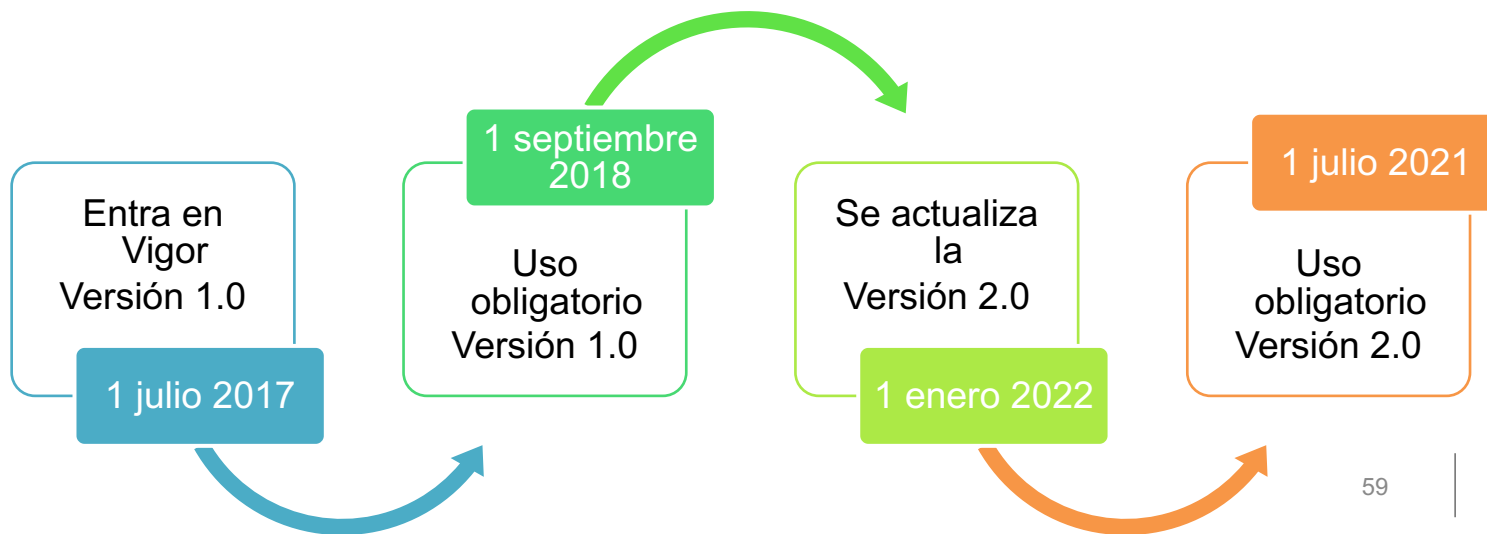 Entra en
Vigor
Versión 1.0
1 julio 2017
1 septiembre
2018
Uso
obligatorio
Versión 1.0
Se actualiza
la
Versión 2.0
1 enero 2022
1 julio 2021
Uso
obligatorio
Versión 2.0
59